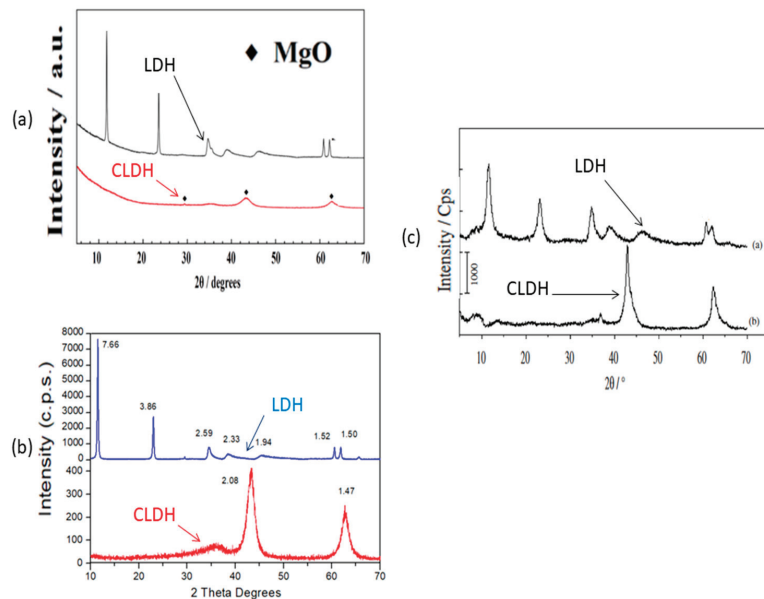 (a)
Intensity / a.u.
♦ MgO
LDH
CLDH
10 20 30 40 50 60 70
2θ / degrees
(b)
Intensity (c.p.s.)
8000
7000
6000
5000
4000
3000
2000
1000
0
400
300
200
100
0
7.66
3.86
2.59
2.33
1.94
1.52
1.50
LDH
2.08
1.47
CLDH
10 20 30 40 50 60 70
2 Theta Degrees
(c)
Intensity / Cps
1000
LDH
(a)
CLDH
(b)
10 20 30 40 50 60 70
2θ / °